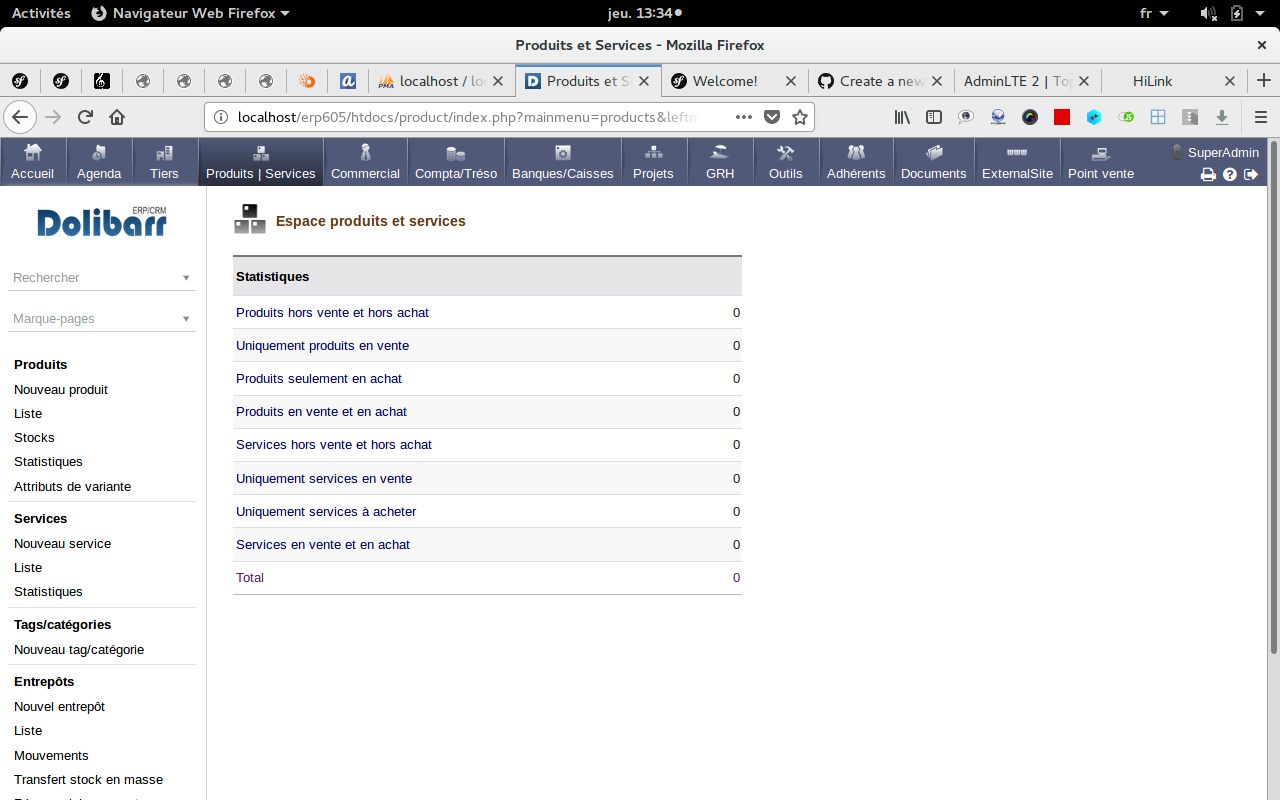 Activités Navigateur Web Firefox jeu. 13:34 fr
Produits et Services - Mozilla Firefox
localhost / lo Produits et S Welcome! Create a new AdminLTE 2 | To HiLink
localhost/erp605/htdocs/product/index.php?mainmenu=products&leftm
Accueil Agenda Tiers Produits | Services Commercial Compta/Tréso Banques/Caisses Projets GRH Outils Adhérents Documents ExternalSite Point vente SuperAdmin
ERP/CRM
Dolibarr
Rechercher
Marque-pages
Produits
Nouveau produit
Liste
Stocks
Statistiques
Attributs de variante
Services
Nouveau service
Liste
Statistiques
Tags/catégories
Nouveau tag/catégorie
Entrepôts
Nouvel entrepôt
Liste
Mouvements
Transfert stock en masse
Espace produits et services
Statistiques
Produits hors vente et hors achat 0
Uniquement produits en vente 0
Produits seulement en achat 0
Produits en vente et en achat 0
Services hors vente et hors achat 0
Uniquement services en vente 0
Uniquement services à acheter 0
Services en vente et en achat 0
Total 0